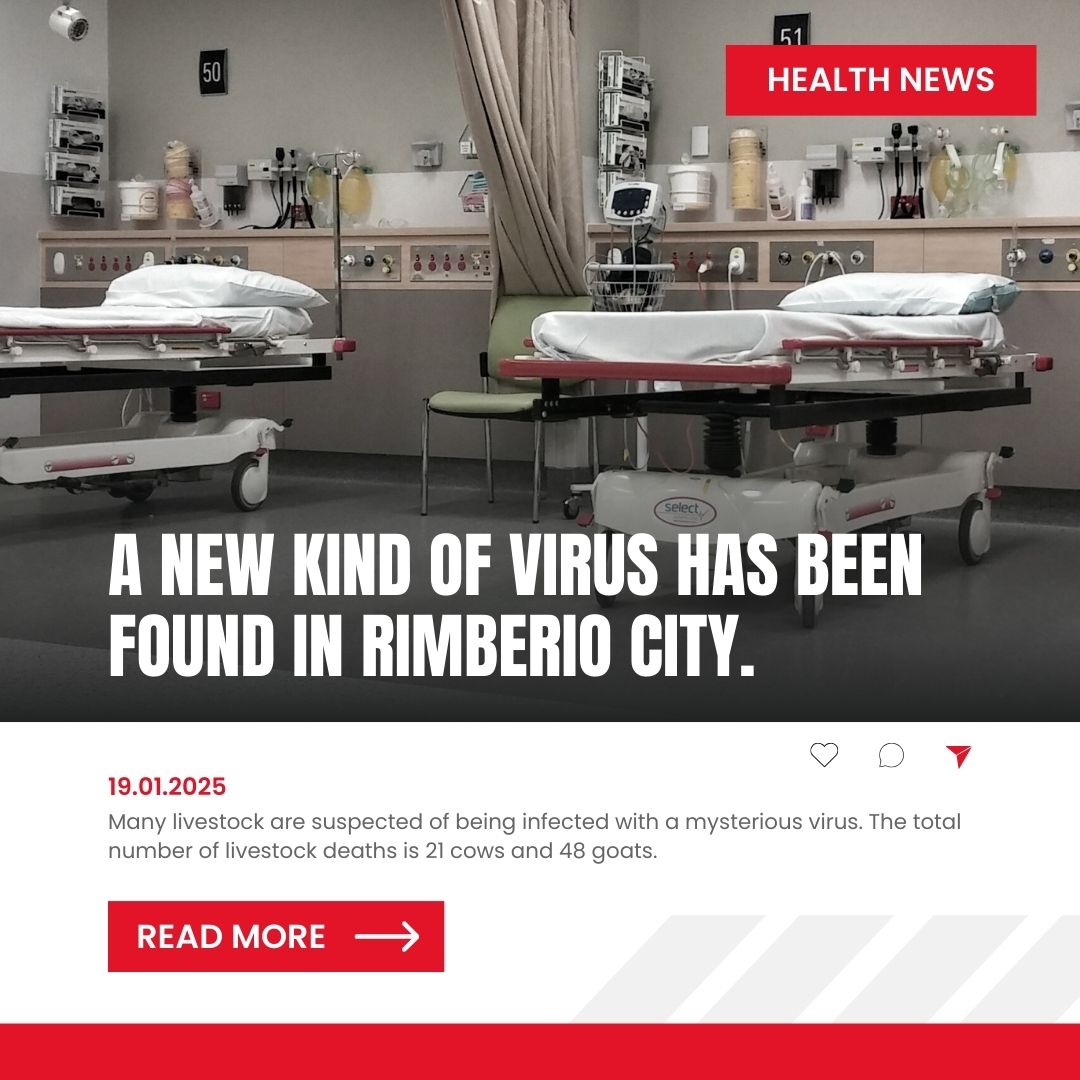 50
51
HEALTH NEWS
select
A NEW KIND OF VIRUS HAS BEEN
FOUND IN RIMBERIO CITY.
19.01.2025
Many livestock are suspected of being infected with a mysterious virus. The total
number of livestock deaths is 21 cows and 48 goats.
READ MORE